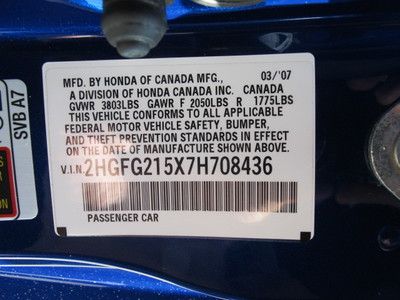 MFD. BY HONDA OF CANADA MFG., 03/'07
A DIVISION OF HONDA CANADA INC. CANADA
GVWR 3803LBS GAWR F 2050LBS R 1775LBS
THIS VEHICLE CONFORMS TO ALL APPLICABLE
FEDERAL MOTOR VEHICLE SAFETY, BUMPER,
AND THEFT PREVENTION STANDARDS IN EFFECT
ON THE DATE OF MANUFACTURE SHOWN ABOVE.
V.I.N. 2HGFG215X7H708436
PASSENGER CAR
SVB A7